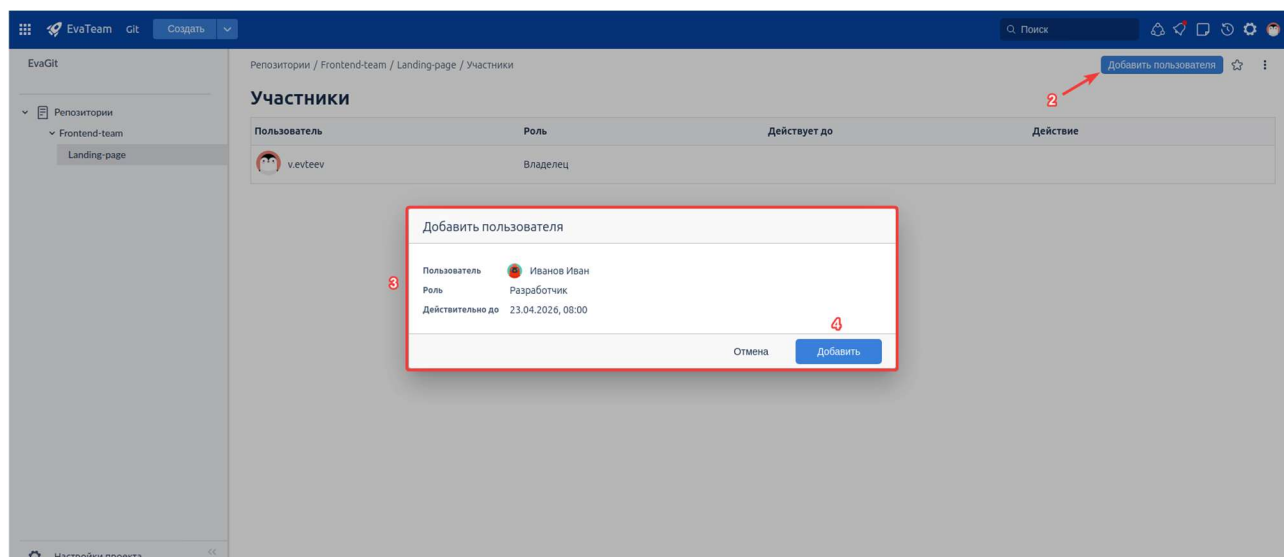 EvaTeam Git Создать Поиск
EvaGit
Репозитории / Frontend-team / Landing-page / Участники
Добавить пользователя
2
Участники
Репозитории
Frontend-team
Landing-page
Пользователь Роль Действует до Действие
v.evteev Владелец
Добавить пользователя
3
Пользователь Иванов Иван
Роль Разработчик
Действительно до 23.04.2026, 08:00
4
Отмена Добавить
Настройки проекта